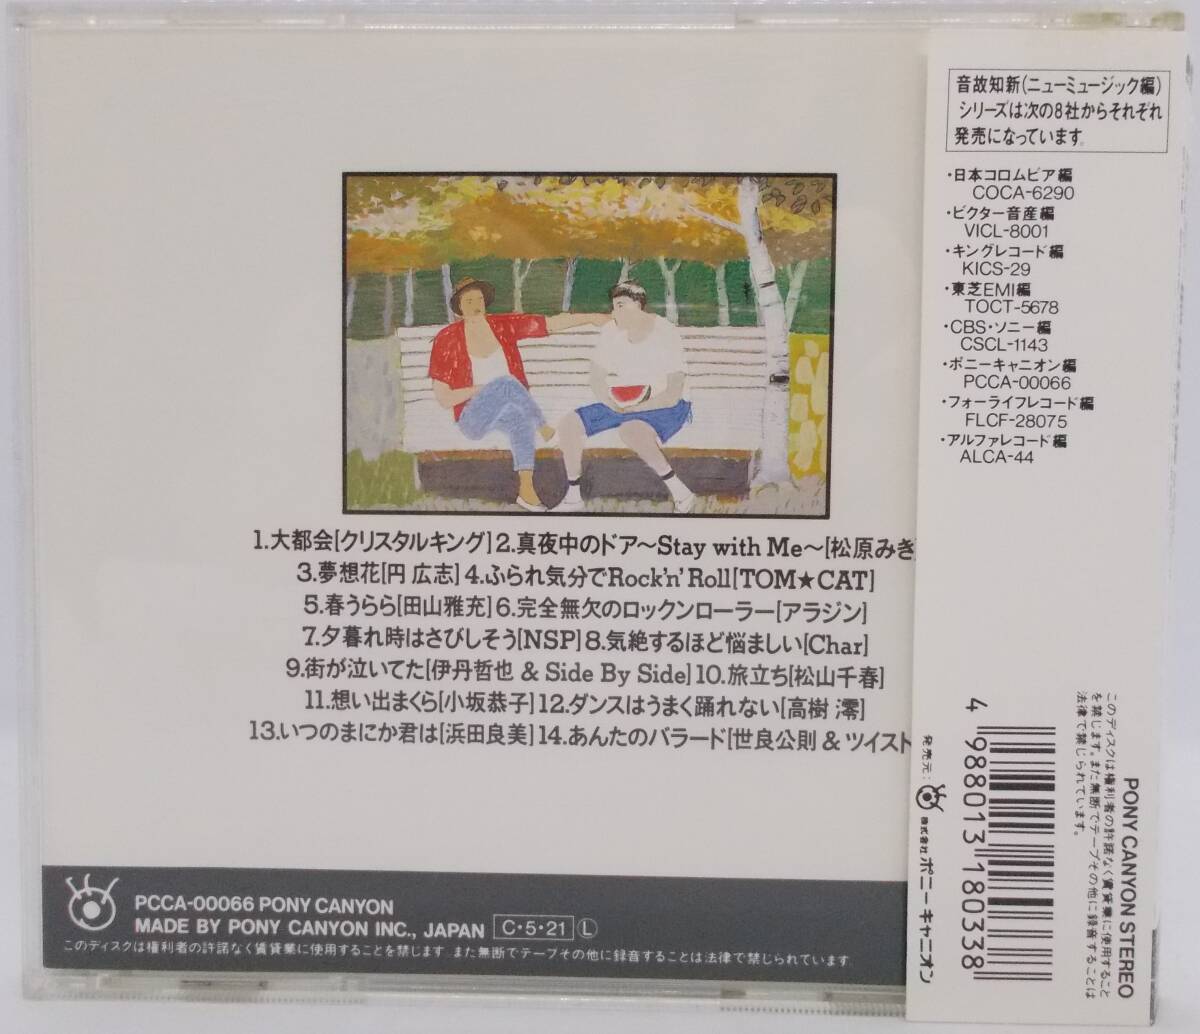 音故知新(ニューミュージック編)
シリーズは次の8社からそれぞれ
発売になっています。
・日本コロムビア編
COCA-6290
・ビクター音産編
VICL-8001
・キングレコード編
KICS-29
・東芝EMI編
TOCT-5678
・CBS・ソニー編
CSCL-1143
・ポニーキャニオン編
PCCA-00066
・フォーライフレコード編
FLCF-28075
・アルファレコード編
ALCA-44
1.大都会[クリスタルキング]2.真夜中のドア〜Stay with Me〜[松原みき
3.夢想花[円 広志]4.ふられ気分でRock'n' Roll[TOM★CAT]
5.春うらら[田山雅充]6.完全無欠のロックンローラー[アラジン]
7.夕暮れ時はさびしそう[NSP]8.気絶するほど悩ましい[Char]
9.街が泣いてた[伊丹哲也 & Side By Side]10.旅立ち[松山千春]
11.想い出まくら[小坂恭子]12.ダンスはうまく踊れない[高樹 澪]
13.いつのまにか君は[浜田良美]14.あんたのバラード[世良公則 & ツイスト
PCCA-00066 PONY CANYON
MADE BY PONY CANYON INC., JAPAN C・5・21 L
このディスクは権利者の許諾なく賃貸業に使用することを禁じます。また無断でテープその他に録音することは法律で禁じられています。
PONY CANYON STEREO
このディスクは権利者の許諾なく賃貸業に使用すること
を禁じます。また無断でテープその他に録音することは
法律で禁じられています。
4 988013 180338
発売元:株式会社ポニーキャニオン